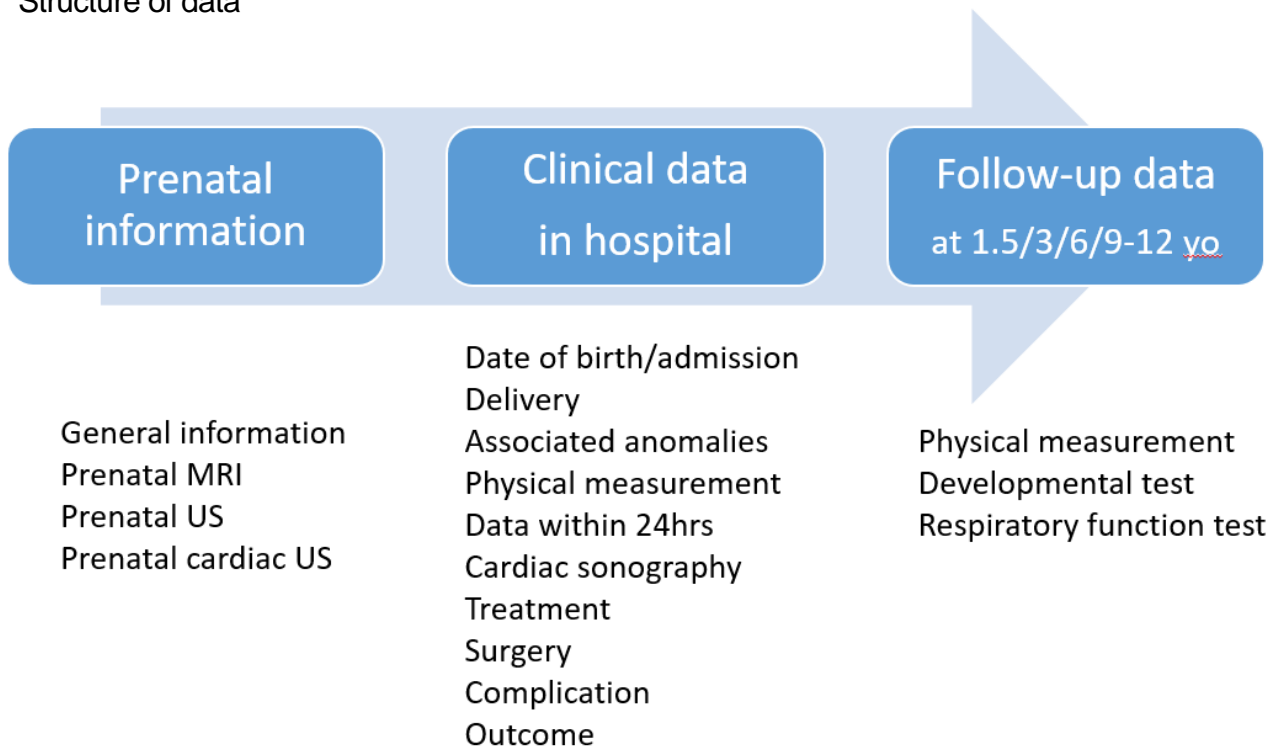 Structure of data
Prenatal
information
Clinical data
in hospital
Follow-up data
at 1.5/3/6/9-12 yo
General information
Prenatal MRI
Prenatal US
Prenatal cardiac US
Date of birth/admission
Delivery
Associated anomalies
Physical measurement
Data within 24hrs
Cardiac sonography
Treatment
Surgery
Complication
Outcome
Physical measurement
Developmental test
Respiratory function test